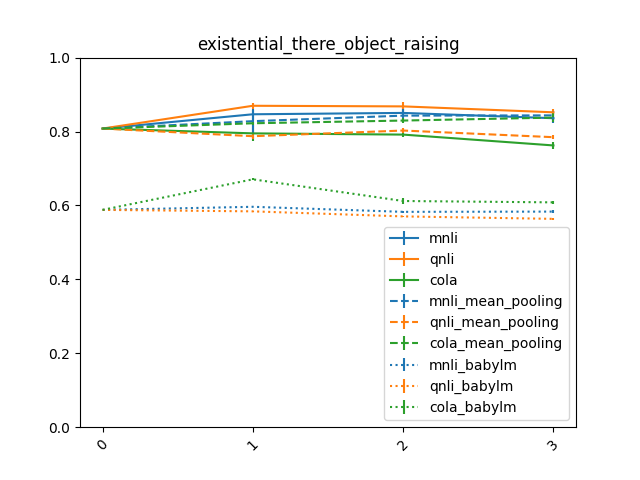 existential_there_object_raising
1.0
0.8
0.6
0.4
0.2
0.0
0
1
2
3
mnli
qnli
cola
mnli_mean_pooling
qnli_mean_pooling
cola_mean_pooling
mnli_babylm
qnli_babylm
cola_babylm